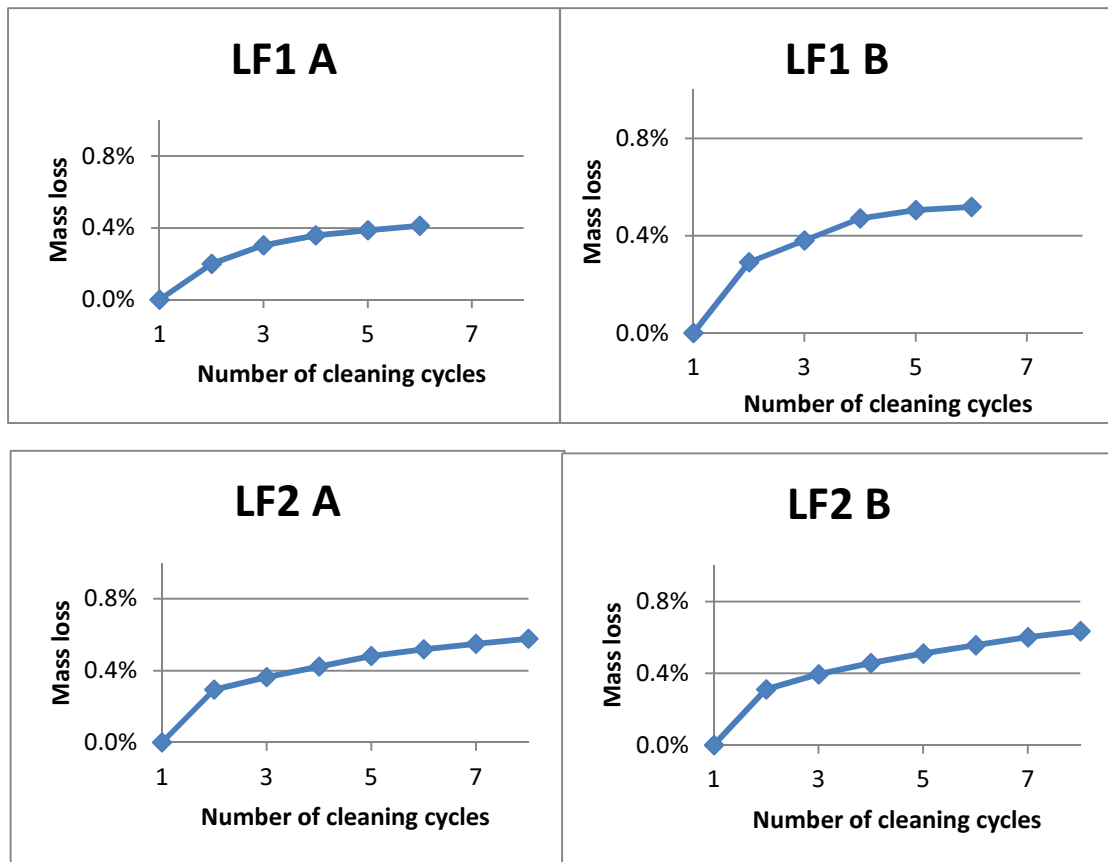 LF1 A
0.8%
0.4%
0.0%
Mass loss
1 3 5 7
Number of cleaning cycles
LF1 B
0.8%
0.4%
0.0%
Mass loss
1 3 5 7
Number of cleaning cycles
LF2 A
0.8%
0.4%
0.0%
Mass loss
1 3 5 7
Number of cleaning cycles
LF2 B
0.8%
0.4%
0.0%
Mass loss
1 3 5 7
Number of cleaning cycles